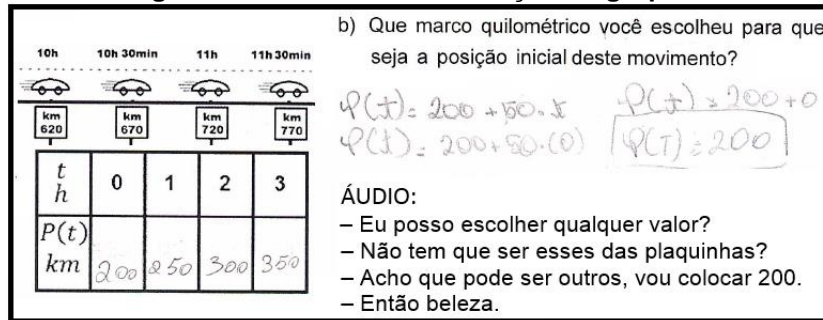 10h 10h 30min 11h 11h 30min
km 620 km 670 km 720 km 770
t h 0 1 2 3
P(t) km 200 250 300 350
b) Que marco quilométrico você escolheu para que
seja a posição inicial deste movimento?
P(t) = 200 + 50.t
P(t) = 200 + 50.(0)
P(t) = 200 + 0
P(T) = 200
ÁUDIO:
– Eu posso escolher qualquer valor?
– Não tem que ser esses das plaquinhas?
– Acho que pode ser outros, vou colocar 200.
– Então beleza.